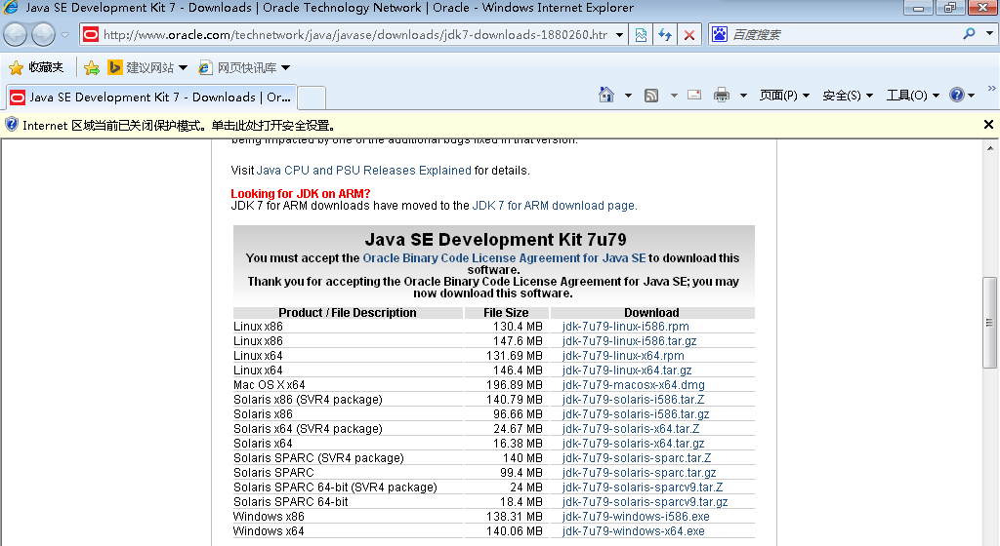 Java SE Development Kit 7 - Downloads | Oracle Technology Network | Oracle - Windows Internet Explorer
http://www.oracle.com/technetwork/java/javase/downloads/jdk7-downloads-1880260.htr
百度搜索
收藏夹 建议网站 网页快讯库
Java SE Development Kit 7 - Downloads | Or...
页面(P) 安全(S) 工具(O)
Internet 区域当前已关闭保护模式。单击此处打开安全设置。
being impacted by one of the additional bugs fixed in that version.
Visit Java CPU and PSU Releases Explained for details.
Looking for JDK on ARM?
JDK 7 for ARM downloads have moved to the JDK 7 for ARM download page.
Java SE Development Kit 7u79
You must accept the Oracle Binary Code License Agreement for Java SE to download this
software.
Thank you for accepting the Oracle Binary Code License Agreement for Java SE; you may
now download this software.
Product / File Description File Size Download
Linux x86 130.4 MB jdk-7u79-linux-i586.rpm
Linux x86 147.6 MB jdk-7u79-linux-i586.tar.gz
Linux x64 131.69 MB jdk-7u79-linux-x64.rpm
Linux x64 146.4 MB jdk-7u79-linux-x64.tar.gz
Mac OS X x64 196.89 MB jdk-7u79-macosx-x64.dmg
Solaris x86 (SVR4 package) 140.79 MB jdk-7u79-solaris-i586.tar.Z
Solaris x86 96.66 MB jdk-7u79-solaris-i586.tar.gz
Solaris x64 (SVR4 package) 24.67 MB jdk-7u79-solaris-x64.tar.Z
Solaris x64 16.38 MB jdk-7u79-solaris-x64.tar.gz
Solaris SPARC (SVR4 package) 140 MB jdk-7u79-solaris-sparc.tar.Z
Solaris SPARC 99.4 MB jdk-7u79-solaris-sparc.tar.gz
Solaris SPARC 64-bit (SVR4 package) 24 MB jdk-7u79-solaris-sparcv9.tar.Z
Solaris SPARC 64-bit 18.4 MB jdk-7u79-solaris-sparcv9.tar.gz
Windows x86 138.31 MB jdk-7u79-windows-i586.exe
Windows x64 140.06 MB jdk-7u79-windows-x64.exe